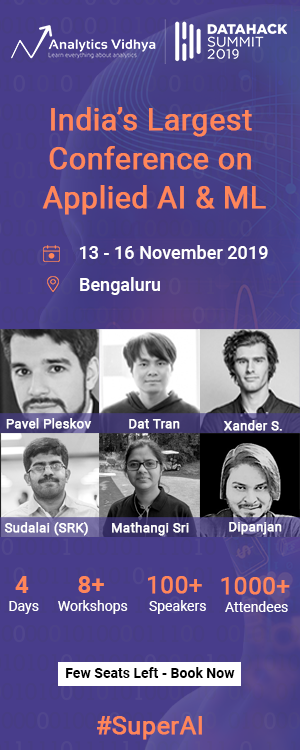 Analytics Vidhya
Learn everything about analytics
DATAHACK
SUMMIT
2019
India's Largest
Conference on
Applied AI & ML
13 - 16 November 2019
Bengaluru
Pavel Pleskov
Dat Tran
Xander S.
Sudalai (SRK)
Mathangi Sri
Dipanjan
4
Days
8+
Workshops
100+
Speakers
1000+
Attendees
Few Seats Left - Book Now
#SuperAI